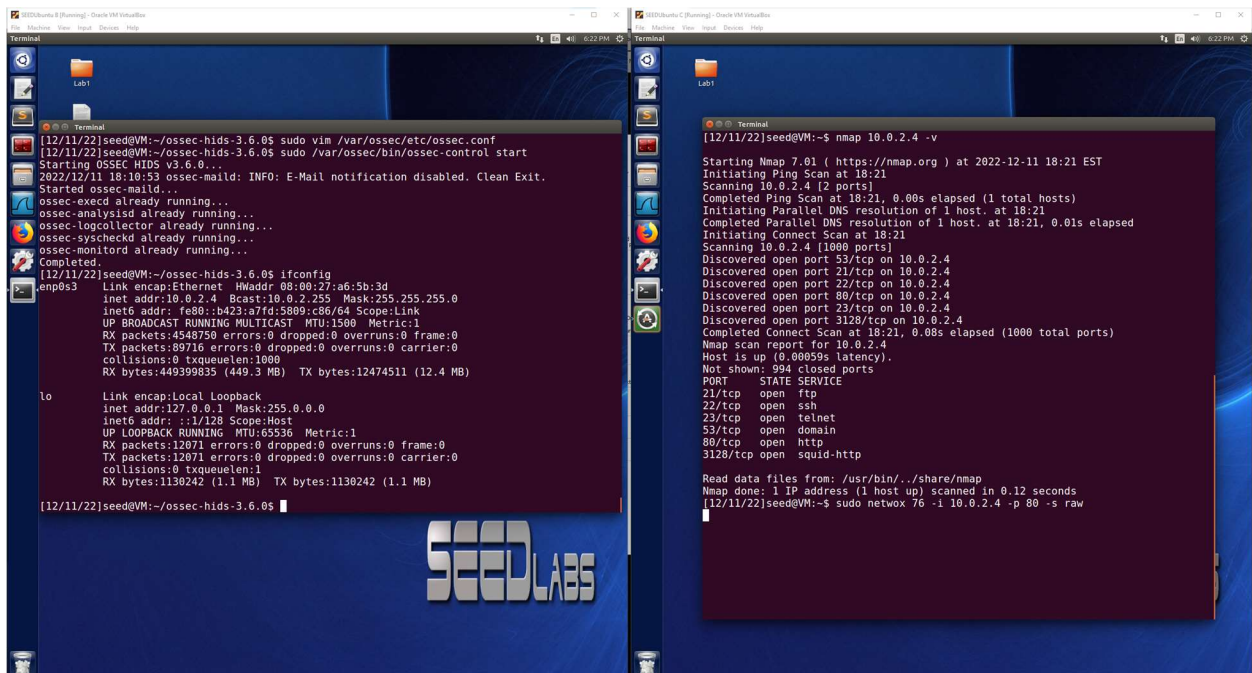 SEEDUbuntu B [Running] - Oracle VM VirtualBox
File Machine View Input Devices Help
Terminal
En
6:22 PM
Lab1
Terminal
[12/11/22]seed@VM:~/ossec-hids-3.6.0$ sudo vim /var/ossec/etc/ossec.conf
[12/11/22]seed@VM:~/ossec-hids-3.6.0$ sudo /var/ossec/bin/ossec-control start
Starting OSSEC HIDS v3.6.0...
2022/12/11 18:10:53 ossec-maild: INFO: E-Mail notification disabled. Clean Exit.
Started ossec-maild...
ossec-execd already running...
ossec-analysisd already running...
ossec-logcollector already running...
ossec-syscheckd already running...
ossec-monitord already running...
Completed.
[12/11/22]seed@VM:~/ossec-hids-3.6.0$ ifconfig
enp0s3 Link encap:Ethernet HWaddr 08:00:27:a6:5b:3d
inet addr:10.0.2.4 Bcast:10.0.2.255 Mask:255.255.255.0
inet6 addr: fe80::b423:a7fd:5809:c86/64 Scope:Link
UP BROADCAST RUNNING MULTICAST MTU:1500 Metric:1
RX packets:4548750 errors:0 dropped:0 overruns:0 frame:0
TX packets:89716 errors:0 dropped:0 overruns:0 carrier:0
collisions:0 txqueuelen:1000
RX bytes:449399835 (449.3 MB) TX bytes:12474511 (12.4 MB)
lo Link encap:Local Loopback
inet addr:127.0.0.1 Mask:255.0.0.0
inet6 addr: ::1/128 Scope:Host
UP LOOPBACK RUNNING MTU:65536 Metric:1
RX packets:12071 errors:0 dropped:0 overruns:0 frame:0
TX packets:12071 errors:0 dropped:0 overruns:0 carrier:0
collisions:0 txqueuelen:1
RX bytes:1130242 (1.1 MB) TX bytes:1130242 (1.1 MB)
[12/11/22]seed@VM:~/ossec-hids-3.6.0$
SEEDLABS
SEEDUbuntu C [Running] - Oracle VM VirtualBox
File Machine View Input Devices Help
Terminal
En
6:22 PM
Lab1
Terminal
[12/11/22]seed@VM:~$ nmap 10.0.2.4 -v
Starting Nmap 7.01 ( https://nmap.org ) at 2022-12-11 18:21 EST
Initiating Ping Scan at 18:21
Scanning 10.0.2.4 [2 ports]
Completed Ping Scan at 18:21, 0.00s elapsed (1 total hosts)
Initiating Parallel DNS resolution of 1 host. at 18:21
Completed Parallel DNS resolution of 1 host. at 18:21, 0.01s elapsed
Initiating Connect Scan at 18:21
Scanning 10.0.2.4 [1000 ports]
Discovered open port 53/tcp on 10.0.2.4
Discovered open port 21/tcp on 10.0.2.4
Discovered open port 22/tcp on 10.0.2.4
Discovered open port 80/tcp on 10.0.2.4
Discovered open port 23/tcp on 10.0.2.4
Discovered open port 3128/tcp on 10.0.2.4
Completed Connect Scan at 18:21, 0.08s elapsed (1000 total ports)
Nmap scan report for 10.0.2.4
Host is up (0.00059s latency).
Not shown: 994 closed ports
PORT STATE SERVICE
21/tcp open ftp
22/tcp open ssh
23/tcp open telnet
53/tcp open domain
80/tcp open http
3128/tcp open squid-http
Read data files from: /usr/bin/../share/nmap
Nmap done: 1 IP address (1 host up) scanned in 0.12 seconds
[12/11/22]seed@VM:~$ sudo netwox 76 -i 10.0.2.4 -p 80 -s raw